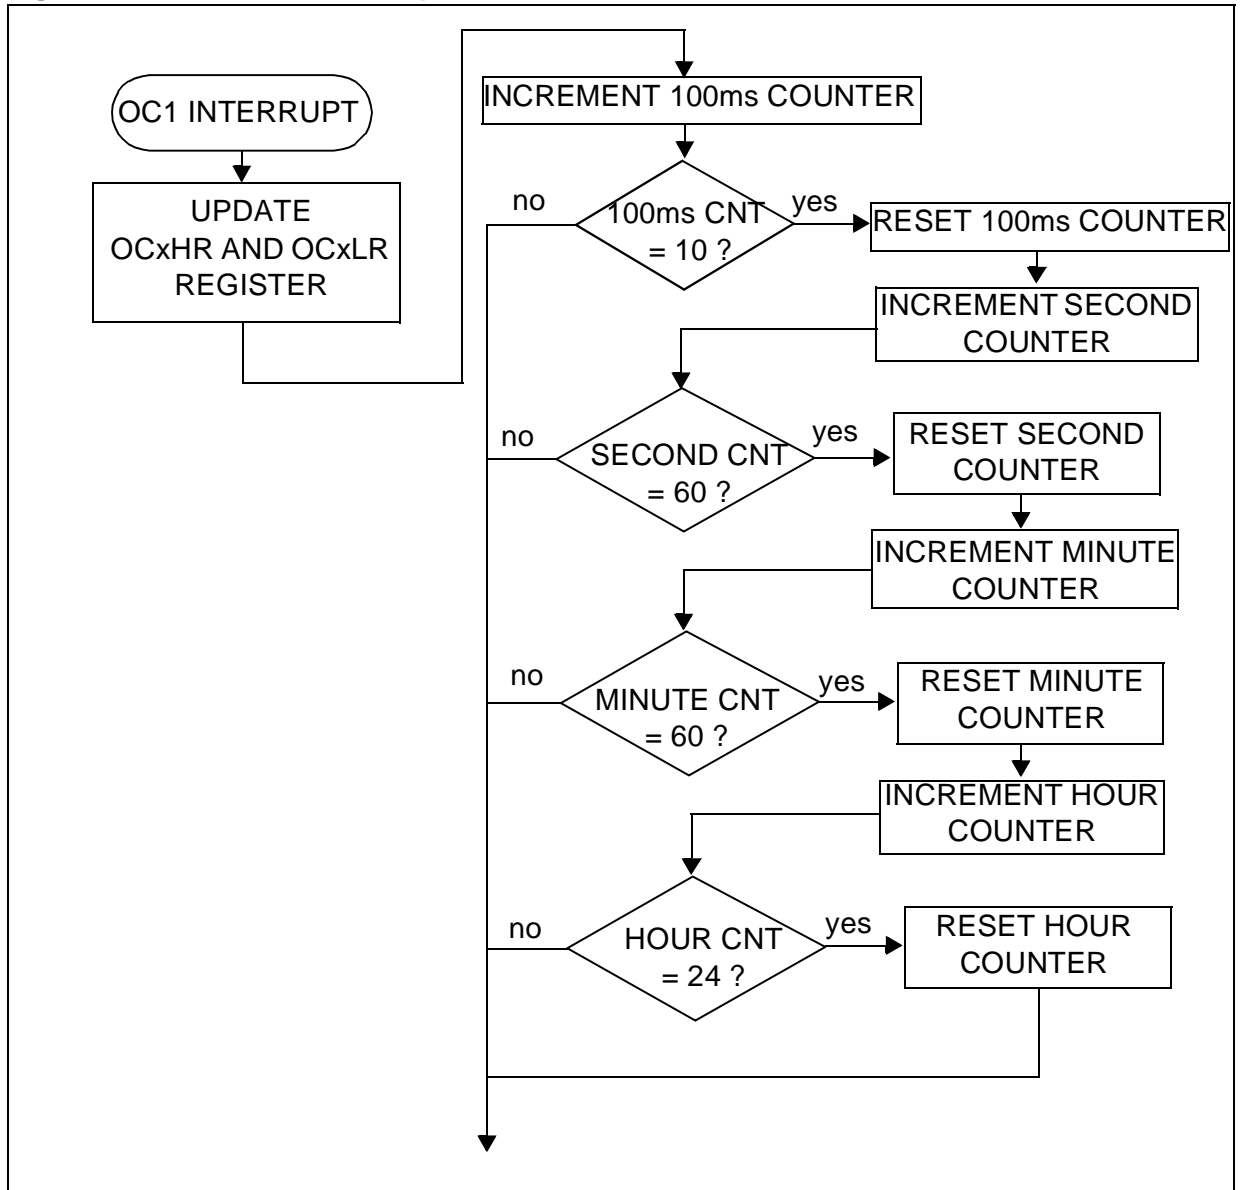 OC1 INTERRUPT
UPDATE
OCxHR AND OCxLR
REGISTER
INCREMENT 100ms COUNTER
100ms CNT
= 10 ?
no
yes
RESET 100ms COUNTER
INCREMENT SECOND
COUNTER
SECOND CNT
= 60 ?
no
yes
RESET SECOND
COUNTER
INCREMENT MINUTE
COUNTER
MINUTE CNT
= 60 ?
no
yes
RESET MINUTE
COUNTER
INCREMENT HOUR
COUNTER
HOUR CNT
= 24 ?
no
yes
RESET HOUR
COUNTER